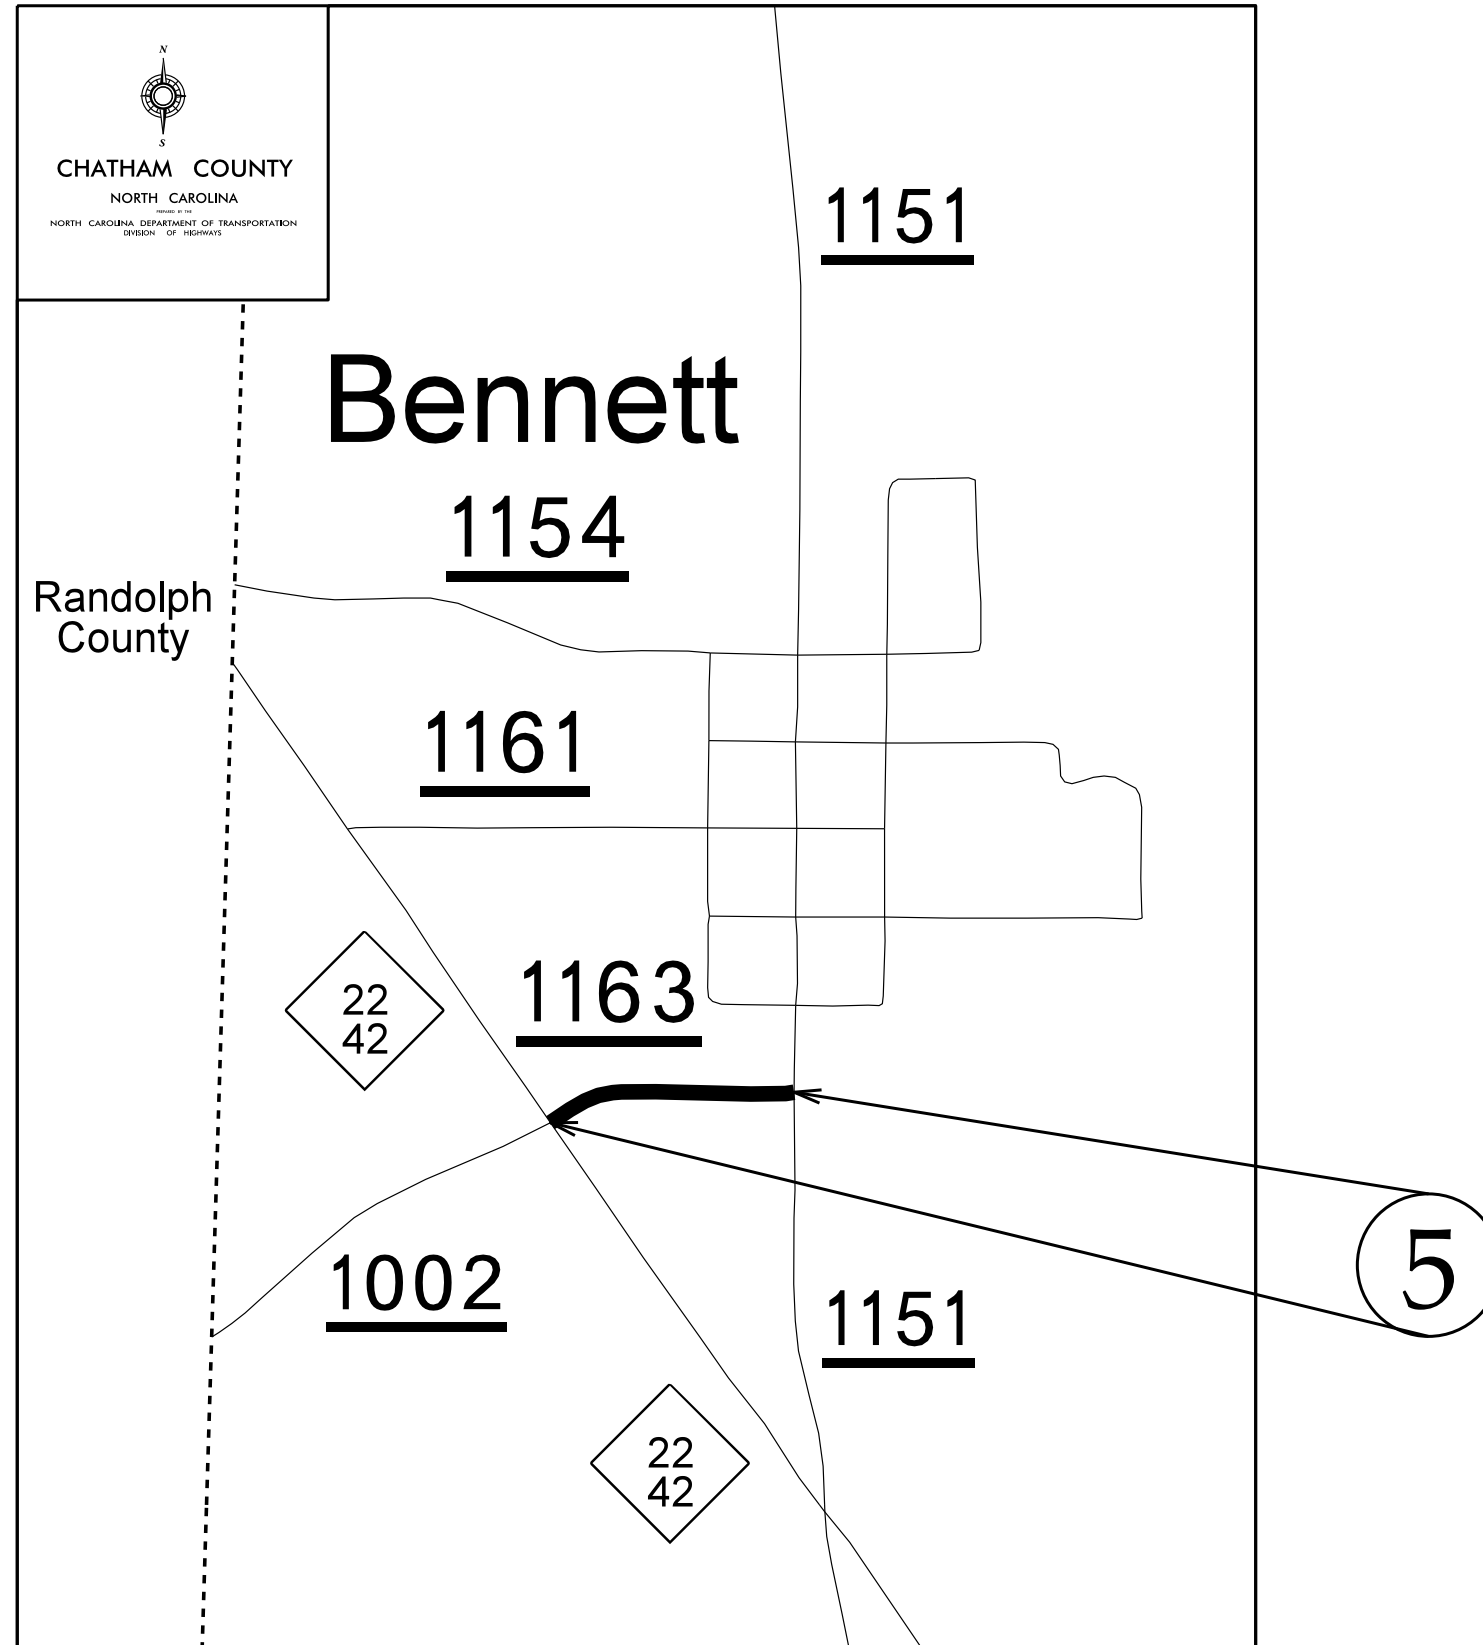 N
S
CHATHAM COUNTY
NORTH CAROLINA
PREPARED BY THE
NORTH CAROLINA DEPARTMENT OF TRANSPORTATION
DIVISION OF HIGHWAYS
1151
Bennett
1154
Randolph
County
1161
1163
22
42
1002
1151
5
22
42